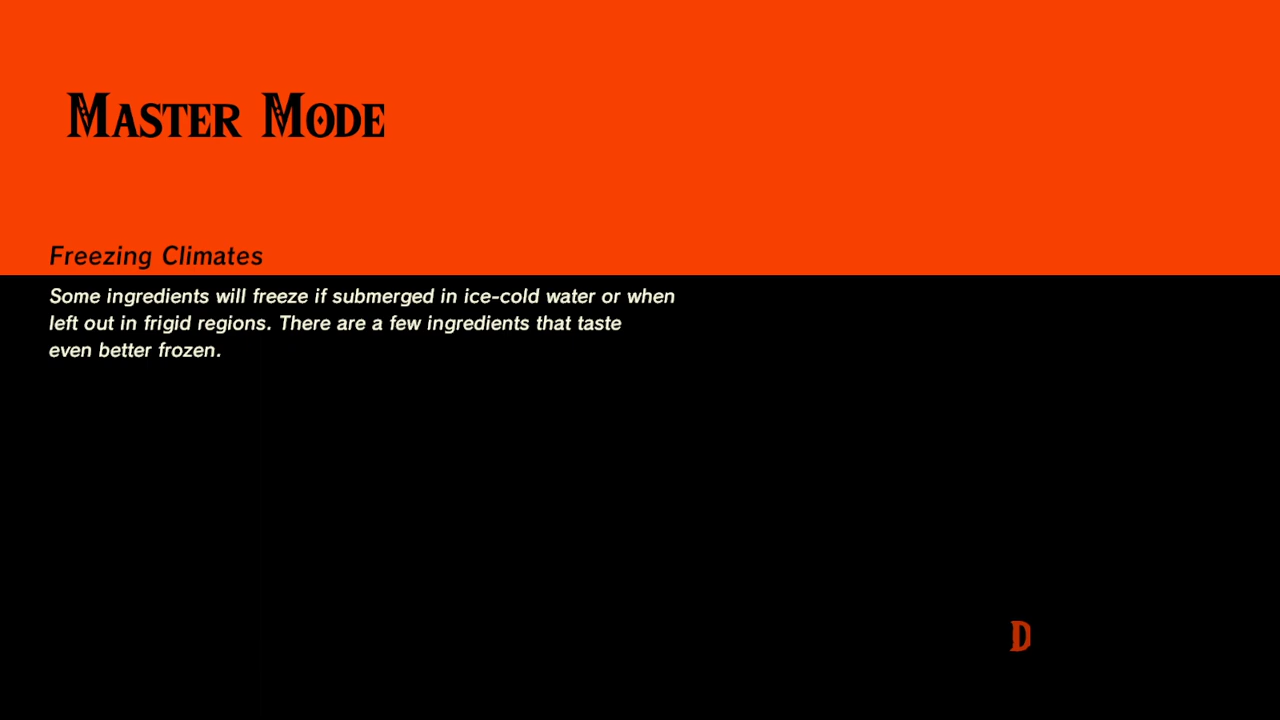 Master Mode
Freezing Climates
Some ingredients will freeze if submerged in ice-cold water or when
left out in frigid regions. There are a few ingredients that taste
even better frozen.
D